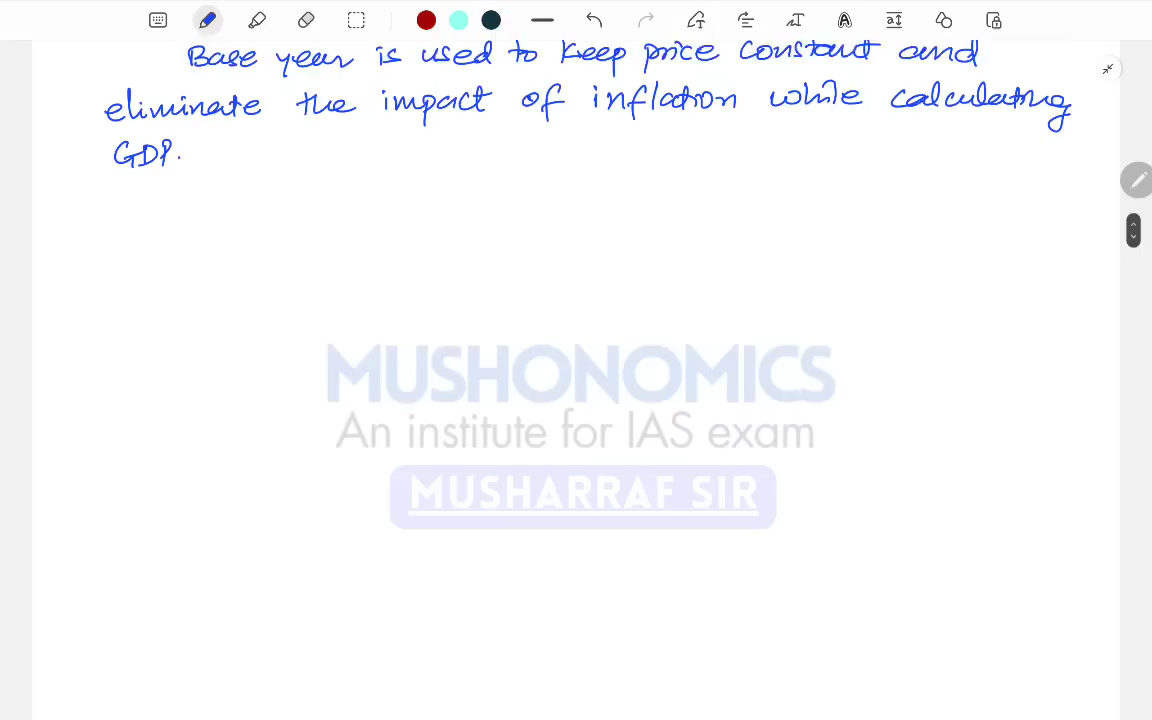 Base year is used to keep price constant and
eliminate the impact of inflation while calculating
GDP.
MUSHONOMICS
An institute for IAS exam
MUSHARRAF SIR